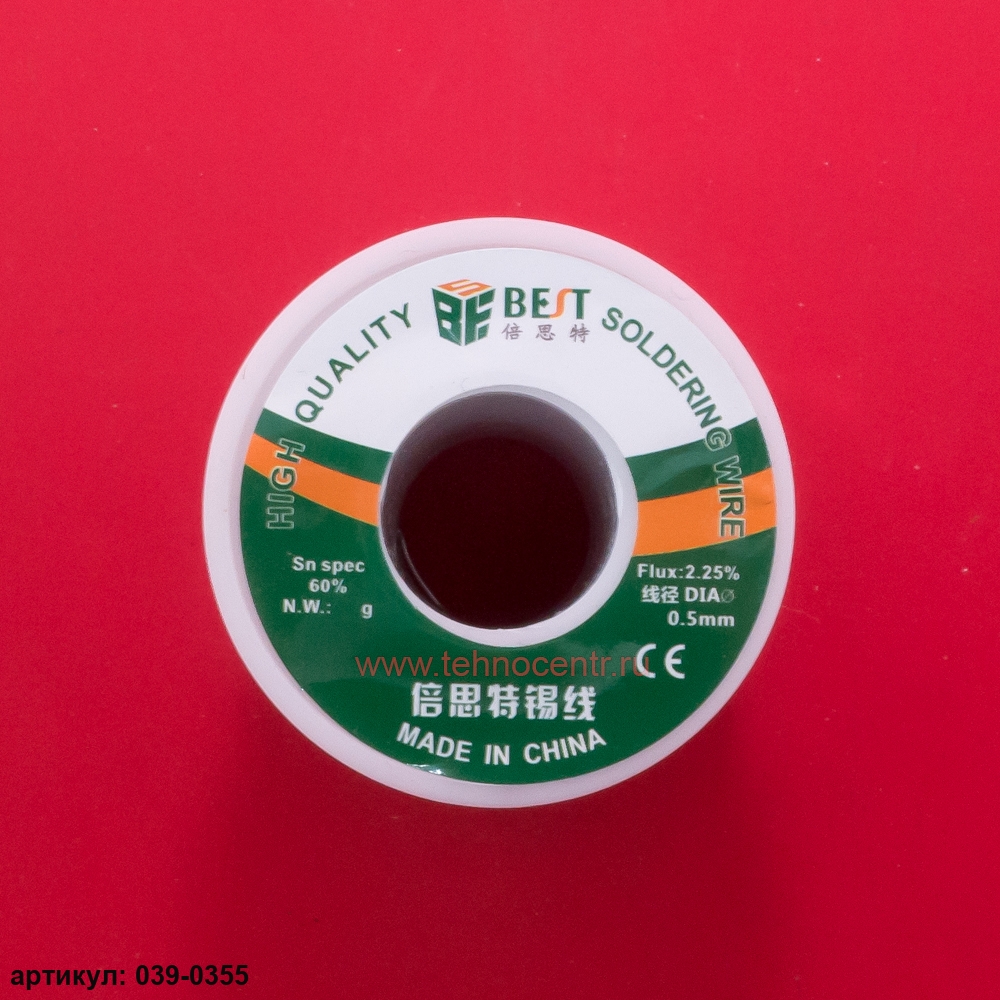 HIGH QUALITY BEST SOLDERING WIRE
倍思特
Sn spec
60%
N.W.: g
Flux:2.25%
线径 DIAØ
0.5mm
CE
www.tehnocentr.ru
倍思特锡线
MADE IN CHINA
артикул: 039-0355